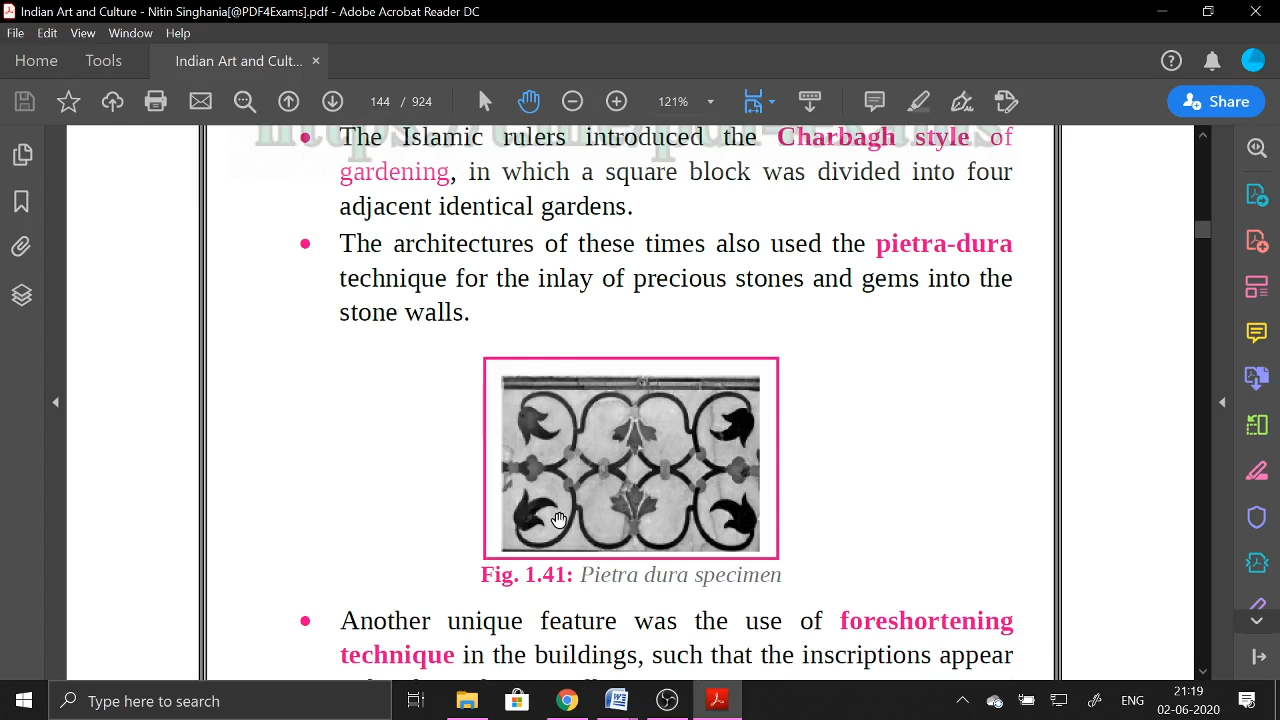 Indian Art and Culture - Nitin Singhania[@PDF4Exams].pdf - Adobe Acrobat Reader DC
File Edit View Window Help
Home Tools Indian Art and Cult... ×
144 / 924 121% Share
The Islamic rulers introduced the Charbagh style of
gardening, in which a square block was divided into four
adjacent identical gardens.
The architectures of these times also used the pietra-dura
technique for the inlay of precious stones and gems into the
stone walls.
Fig. 1.41: Pietra dura specimen
Another unique feature was the use of foreshortening
technique in the buildings, such that the inscriptions appear
Type here to search
ENG
21:19
02-06-2020